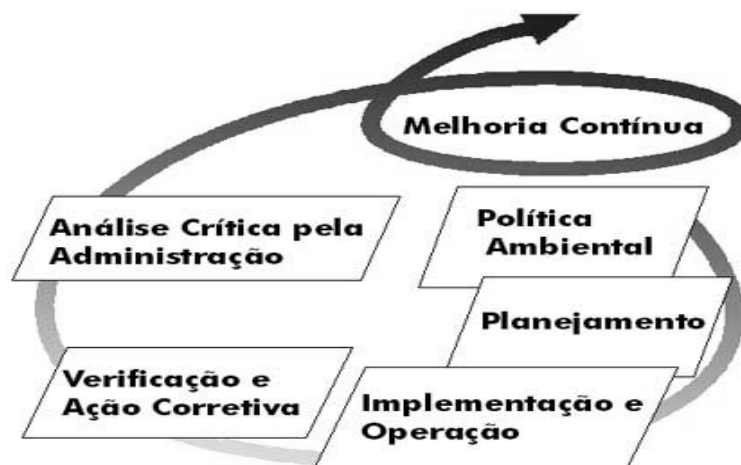 Melhoria Contínua
Análise Crítica pela
Administração
Política
Ambiental
Planejamento
Verificação e
Ação Corretiva
Implementação e
Operação